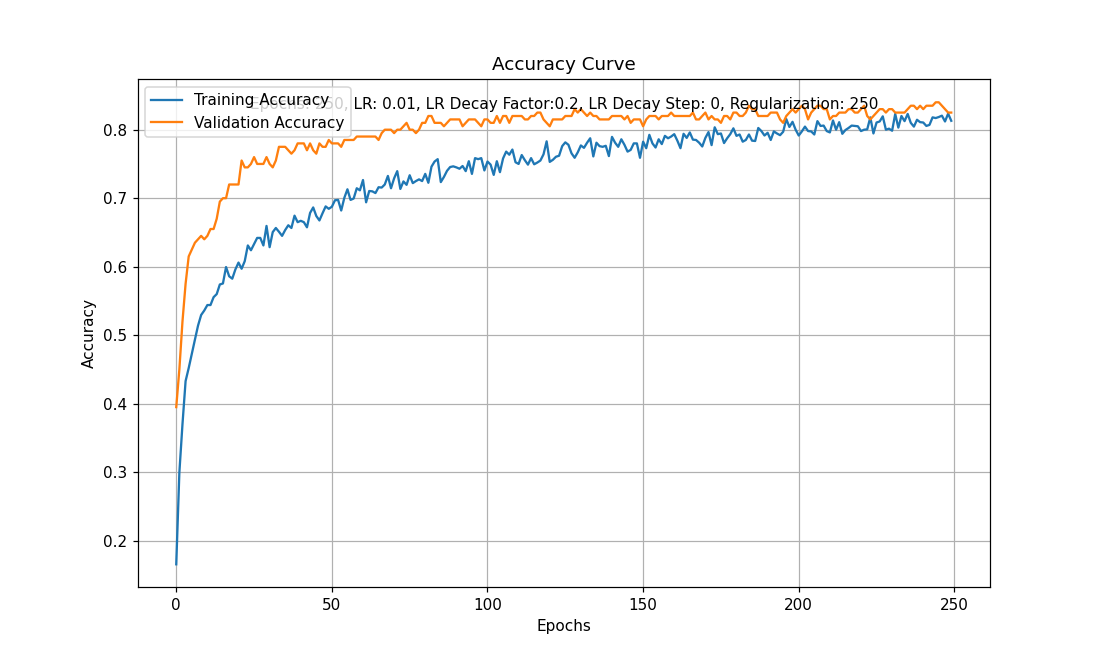 Accuracy Curve
Epochs: 250, LR: 0.01, LR Decay Factor:0.2, LR Decay Step: 0, Regularization: 250
Training Accuracy
Validation Accuracy
0.8
0.7
0.6
0.5
0.4
0.3
0.2
Accuracy
0
50
100
150
200
250
Epochs